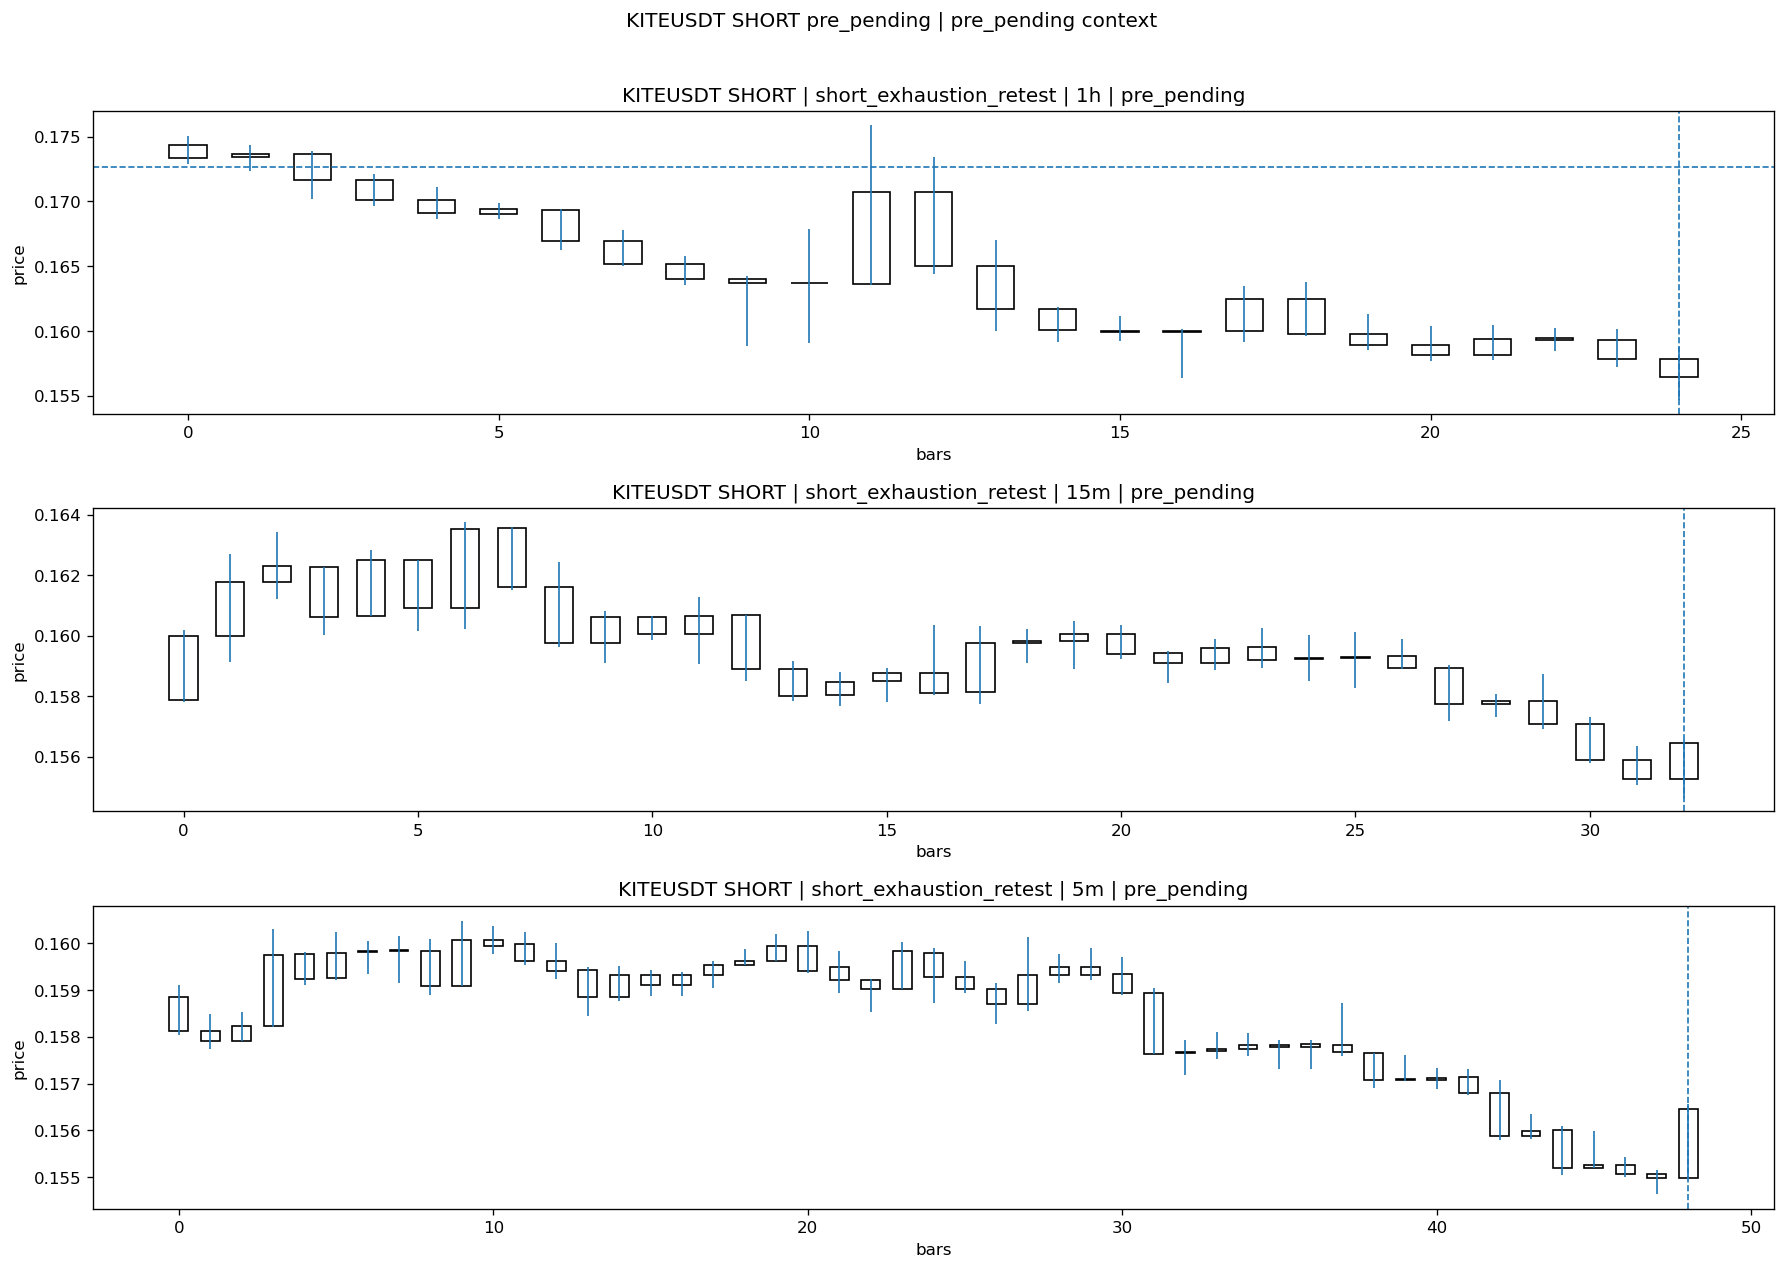 KITEUSDT SHORT pre_pending | pre_pending context
KITEUSDT SHORT | short_exhaustion_retest | 1h | pre_pending
0.175
0.170
0.165
0.160
0.155
price
0 5 10 15 20 25
bars
KITEUSDT SHORT | short_exhaustion_retest | 15m | pre_pending
0.164
0.162
0.160
0.158
0.156
price
0 5 10 15 20 25 30
bars
KITEUSDT SHORT | short_exhaustion_retest | 5m | pre_pending
0.160
0.159
0.158
0.157
0.156
0.155
price
0 10 20 30 40 50
bars